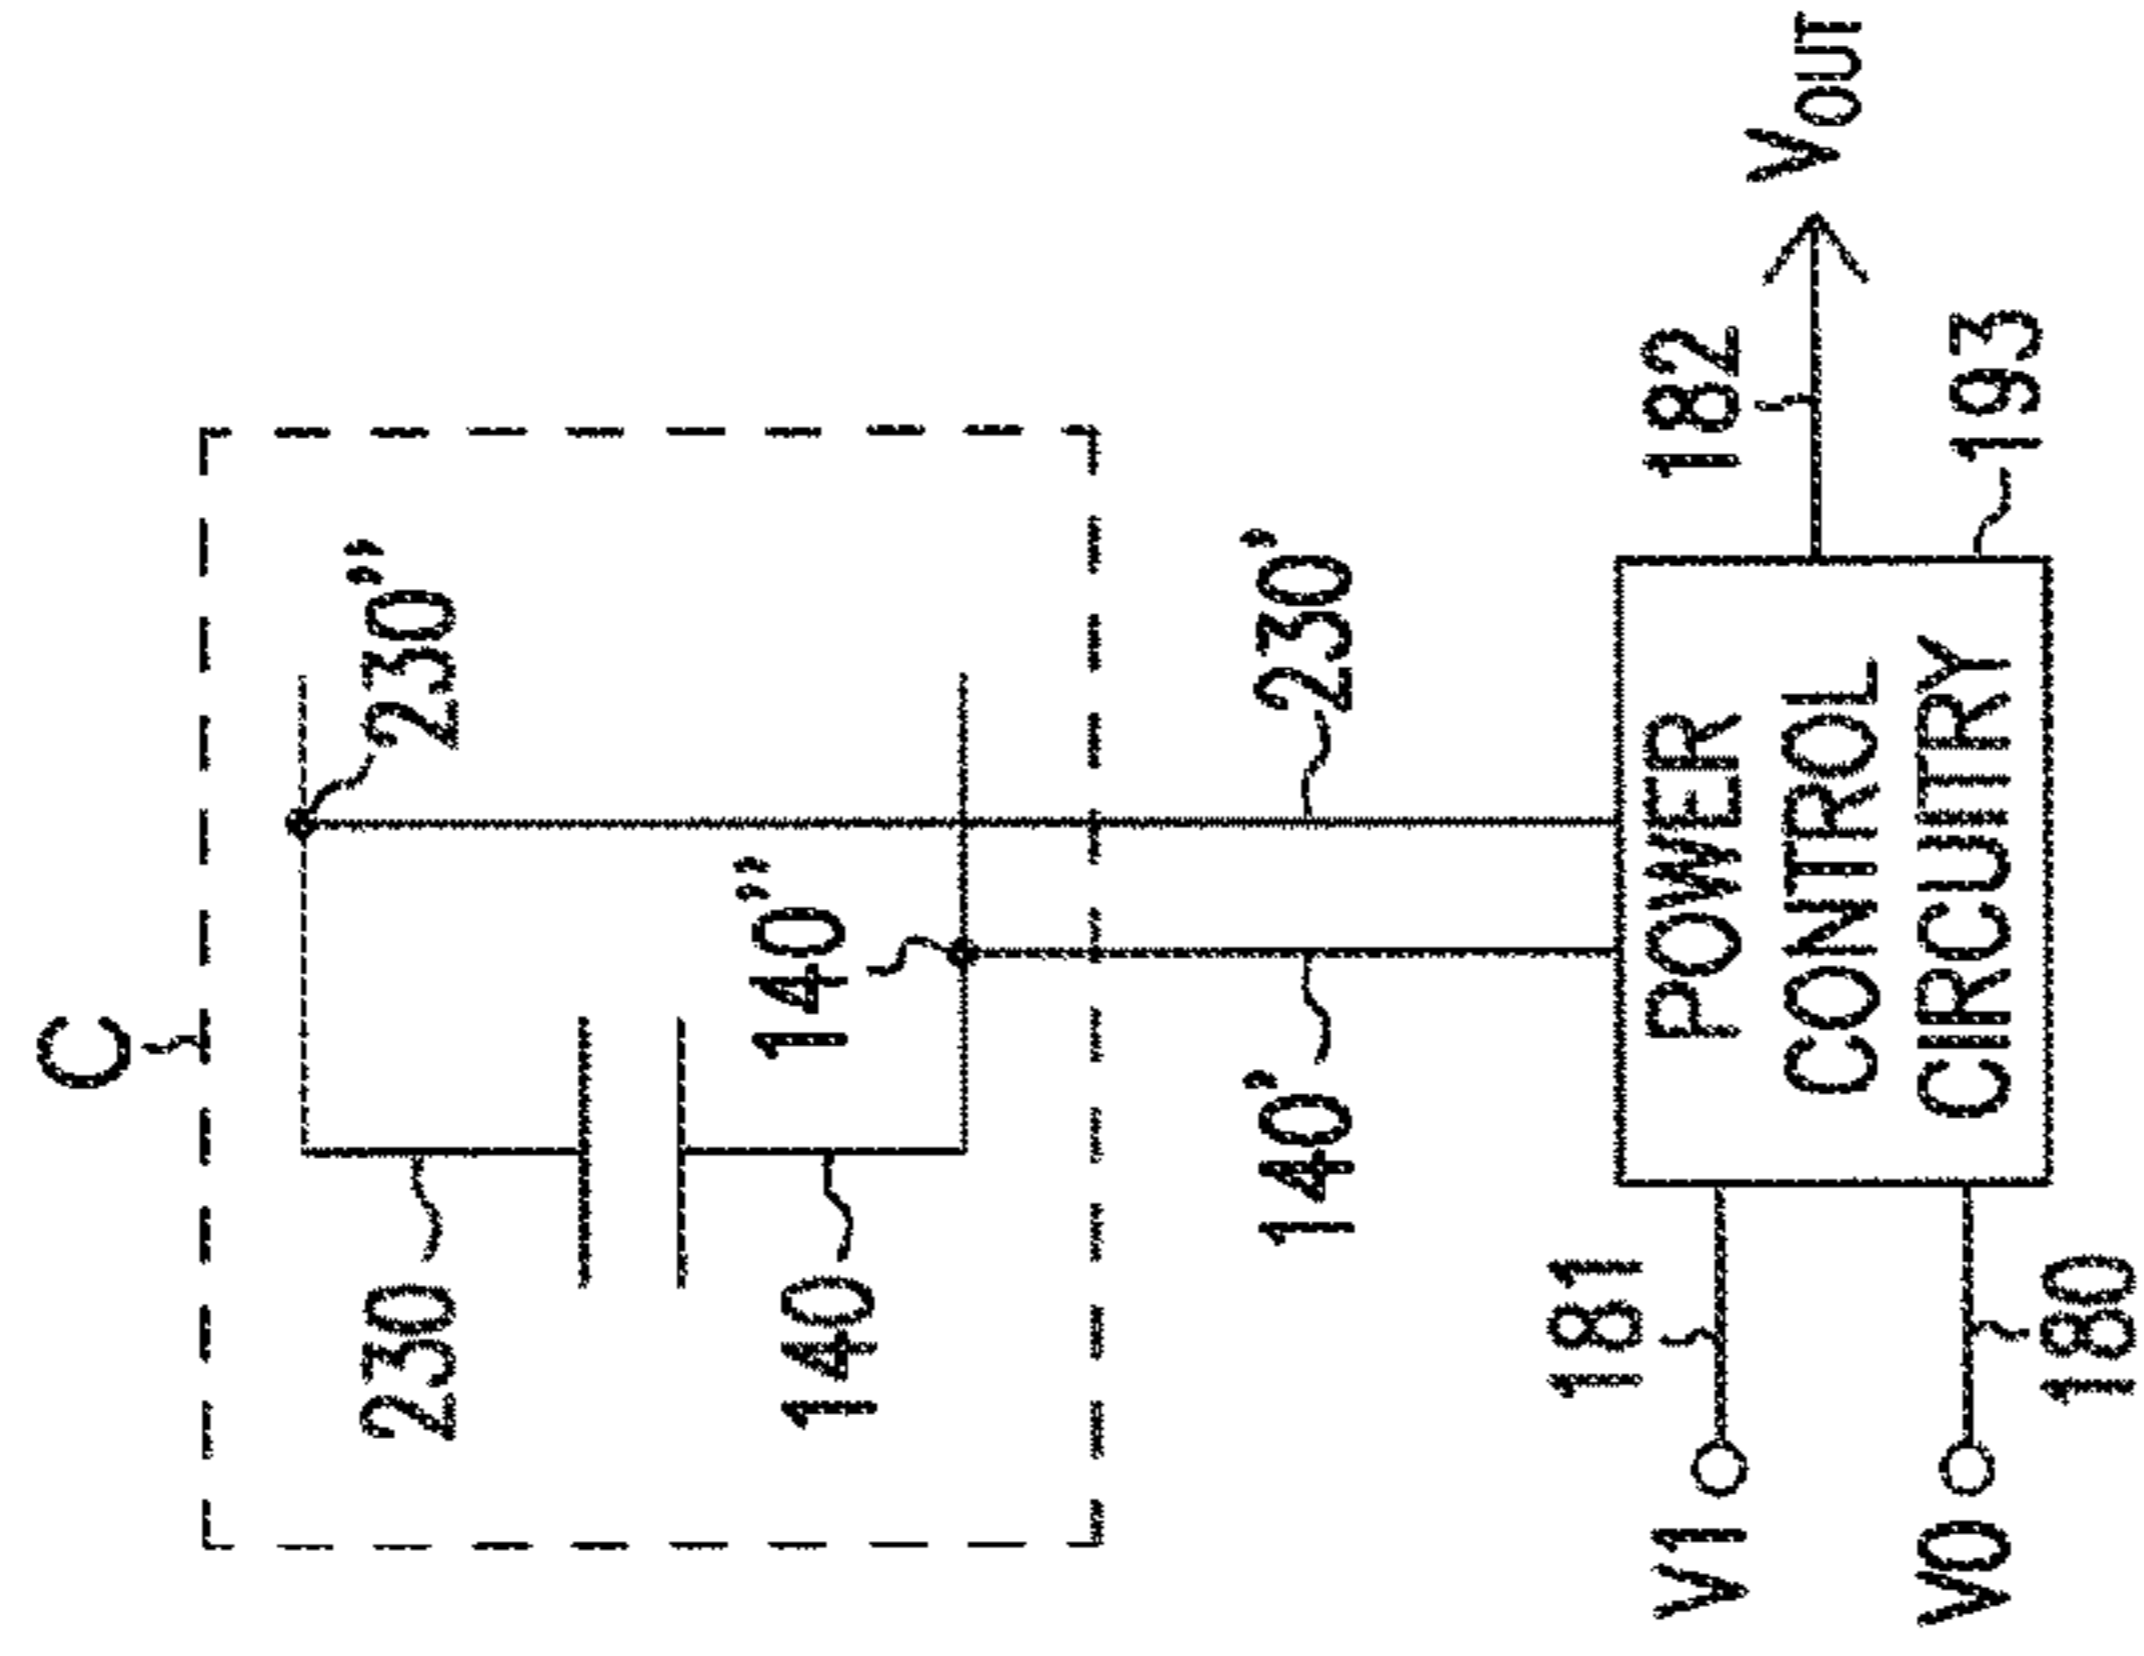 C
230
230"
140
140"
140'
230'
V1
181
V0
180
POWER
CONTROL
CIRCUITRY
182
193
VOUT